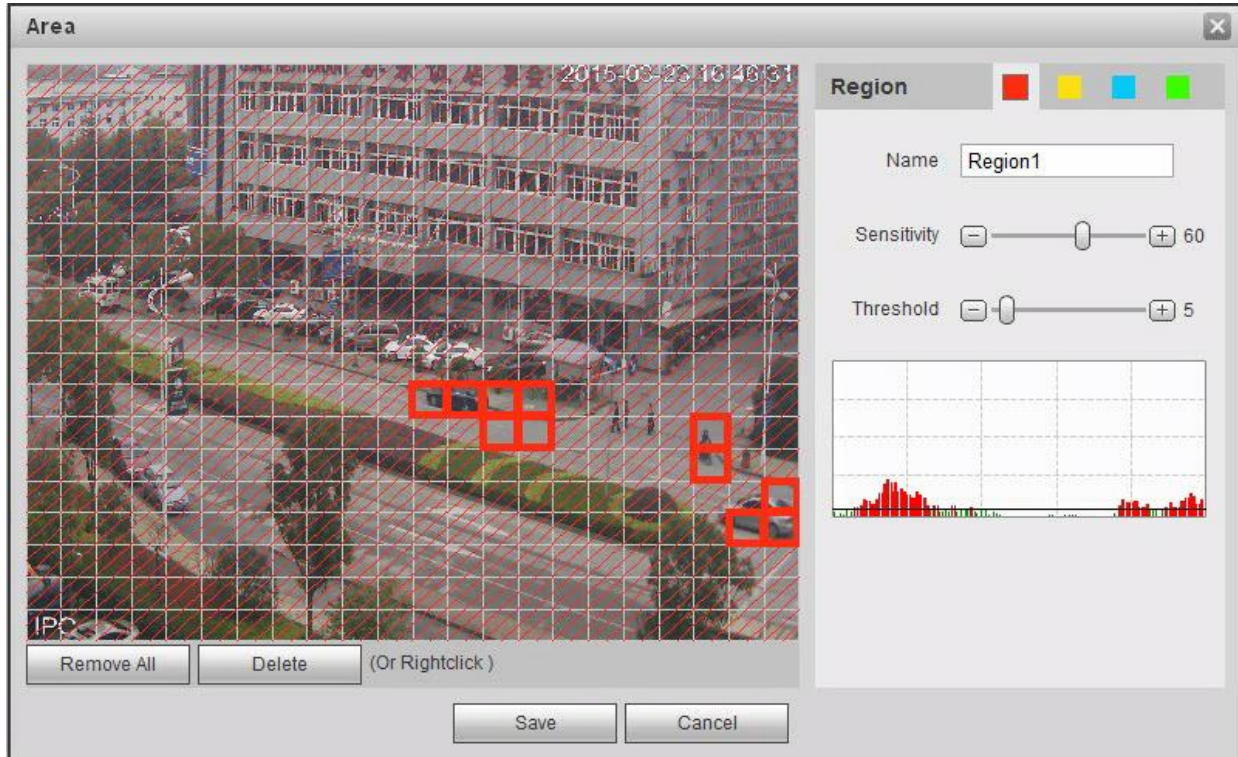 Area
2015-03-23 16:46:31
Region
Name Region1
Sensitivity 60
Threshold 5
IPC
Remove All Delete (Or Rightclick )
Save Cancel